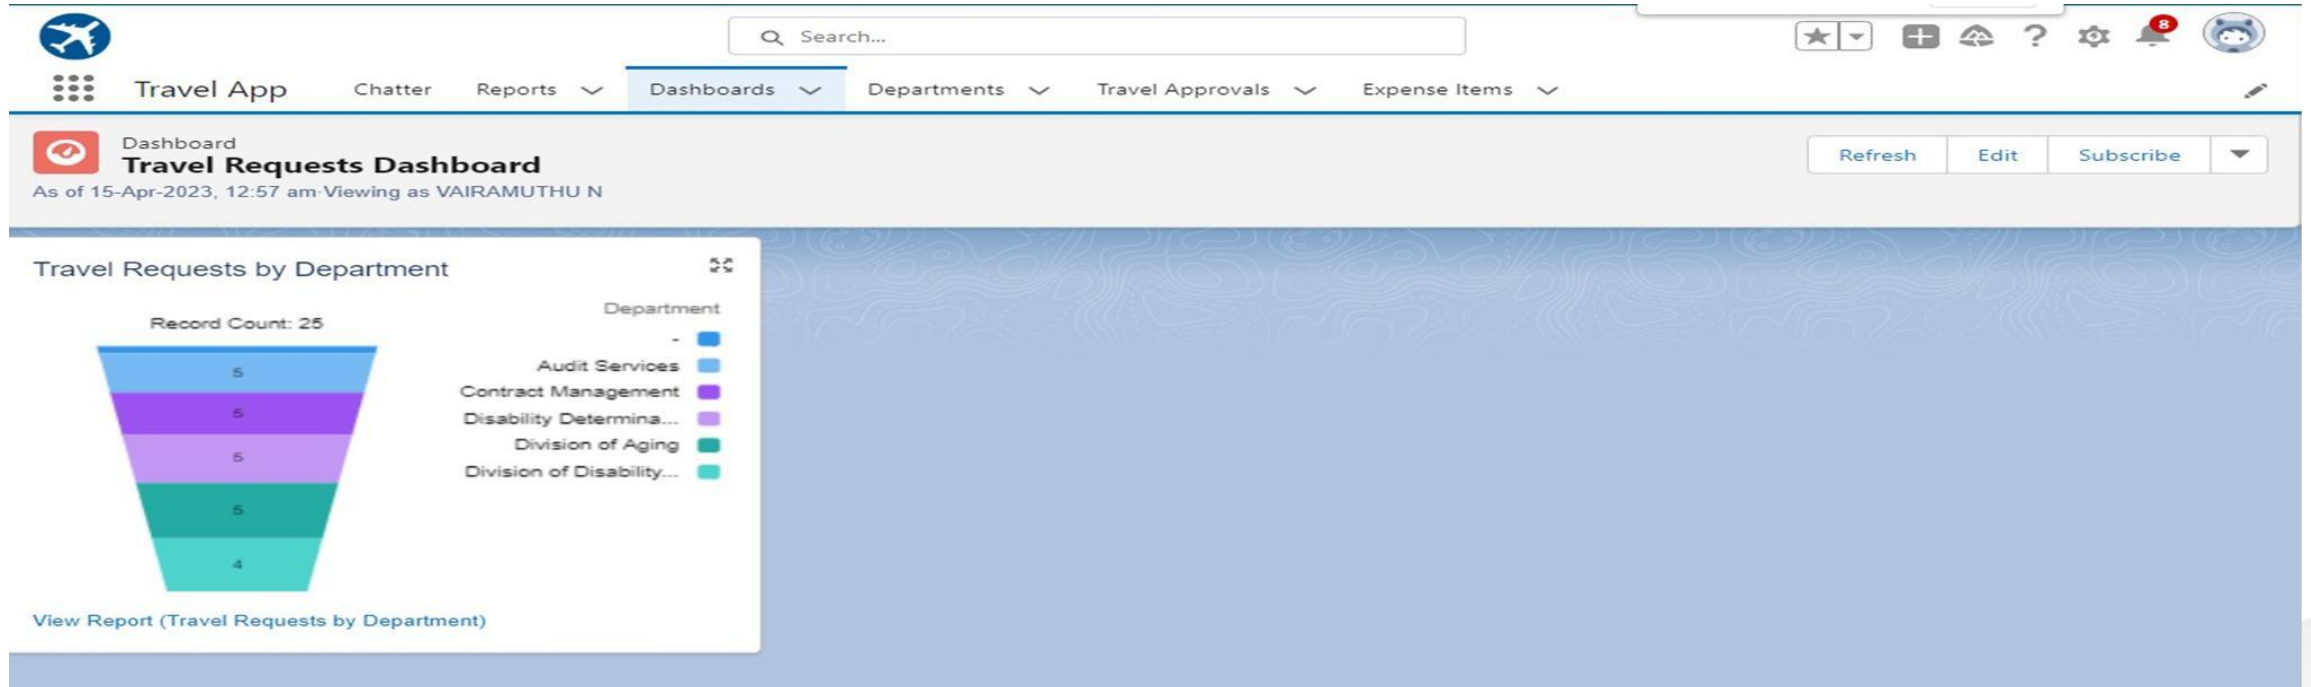 Search...
8
Travel App Chatter Reports Dashboards Departments Travel Approvals Expense Items
Dashboard
Travel Requests Dashboard
As of 15-Apr-2023, 12:57 am·Viewing as VAIRAMUTHU N
Refresh Edit Subscribe
Travel Requests by Department
Department
Record Count: 25
-
5
Audit Services
5
Contract Management
5
Disability Determina...
5
Division of Aging
4
Division of Disability...
View Report (Travel Requests by Department)